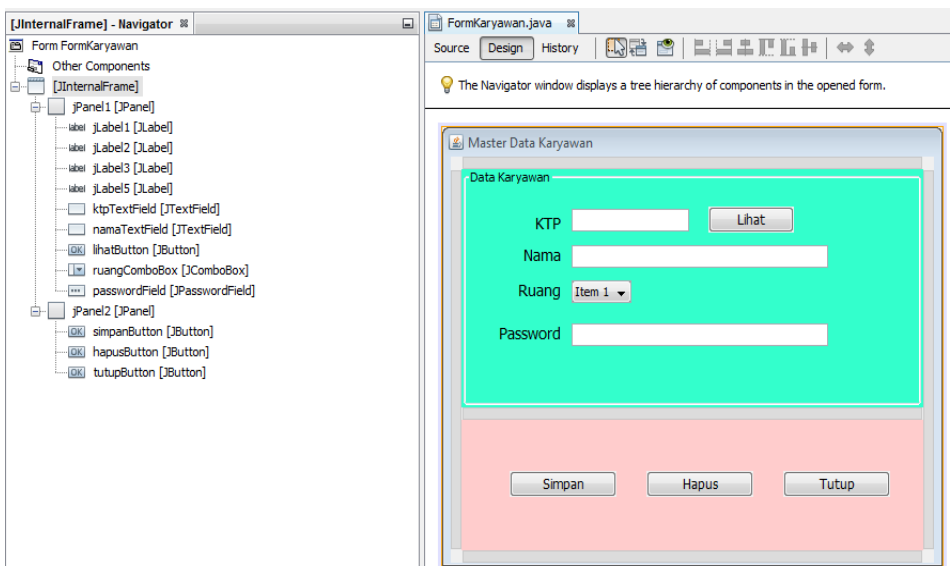 [JInternalFrame] - Navigator
Form FormKaryawan
Other Components
[JInternalFrame]
jPanel1 [JPanel]
label jLabel1 [JLabel]
label jLabel2 [JLabel]
label jLabel3 [JLabel]
label jLabel5 [JLabel]
ktpTextField [JTextField]
namaTextField [JTextField]
OK lihatButton [JButton]
ruangComboBox [JComboBox]
passwordField [JPasswordField]
jPanel2 [JPanel]
OK simpanButton [JButton]
OK hapusButton [JButton]
OK tutupButton [JButton]
FormKaryawan.java
Source Design History
The Navigator window displays a tree hierarchy of components in the opened form.
Master Data Karyawan
Data Karyawan
KTP Lihat
Nama
Ruang Item 1
Password
Simpan Hapus Tutup